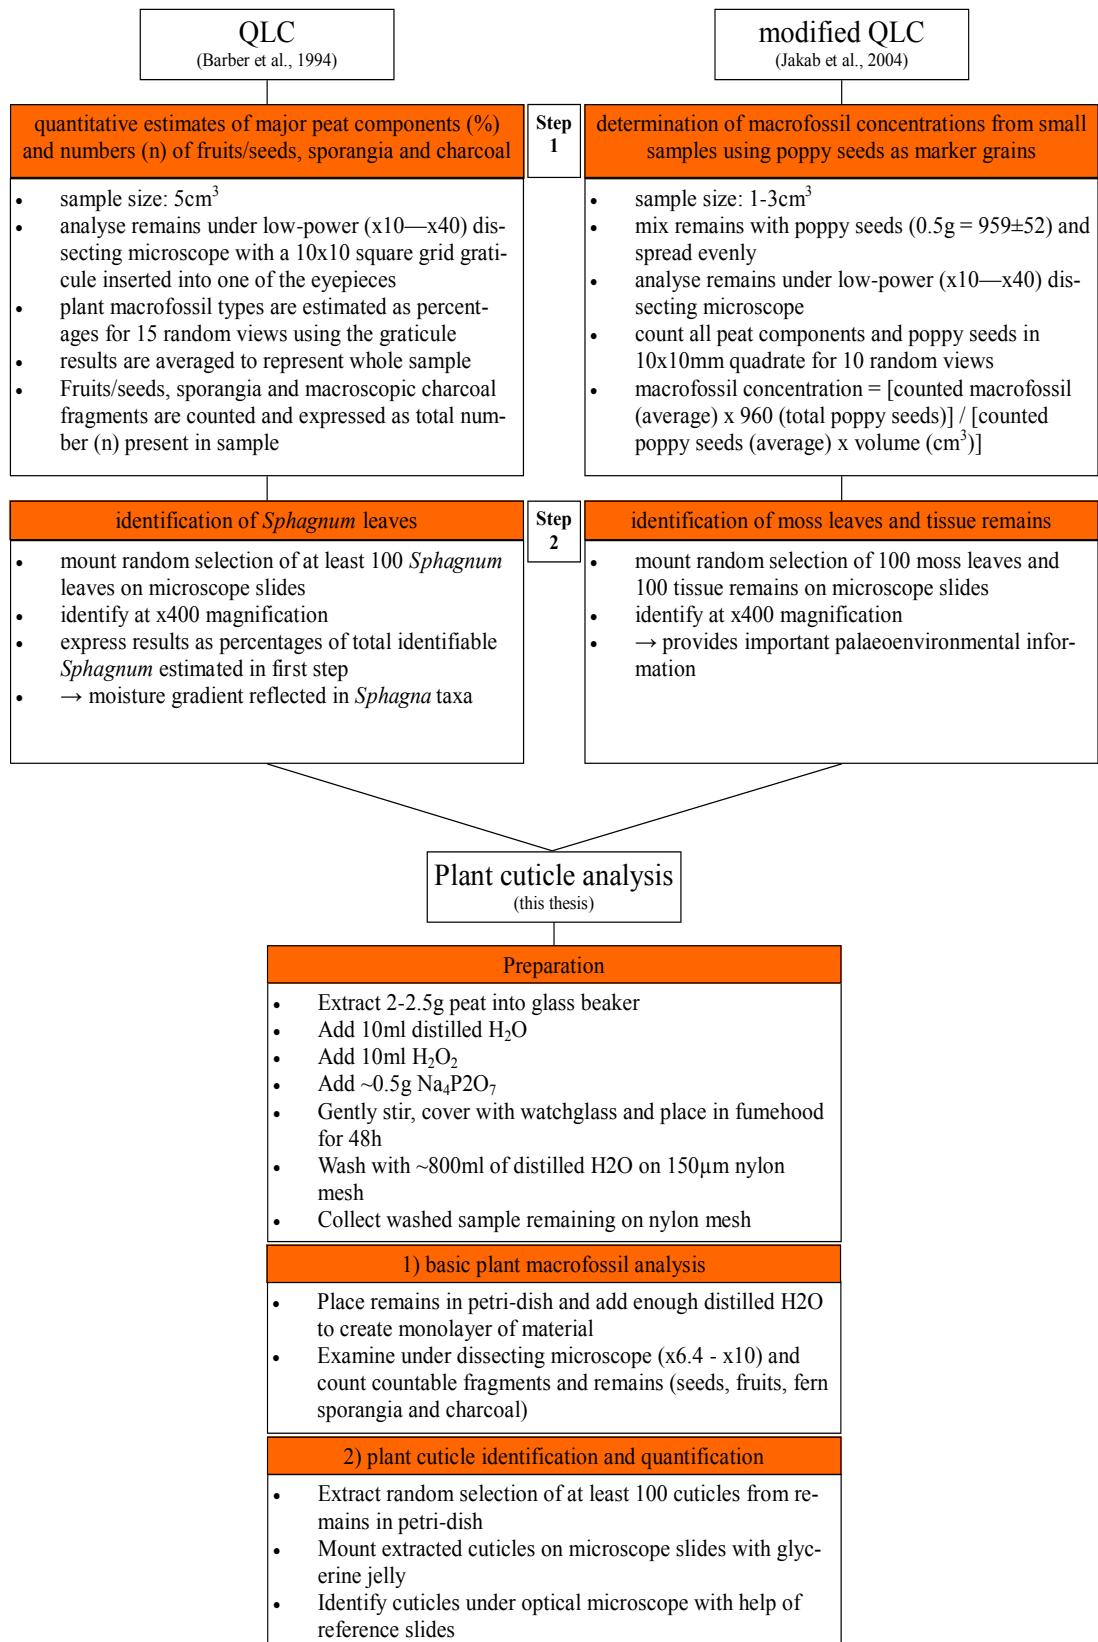 QLC
(Barber et al., 1994)
modified QLC
(Jakab et al., 2004)
quantitative estimates of major peat components (%)
and numbers (n) of fruits/seeds, sporangia and charcoal
Step
1
determination of macrofossil concentrations from small
samples using poppy seeds as marker grains
• sample size: 5cm³
• analyse remains under low-power (x10—x40) dis-
secting microscope with a 10x10 square grid grati-
cule inserted into one of the eyepieces
• plant macrofossil types are estimated as percent-
ages for 15 random views using the graticule
• results are averaged to represent whole sample
• Fruits/seeds, sporangia and macroscopic charcoal
fragments are counted and expressed as total num-
ber (n) present in sample
• sample size: 1-3cm³
• mix remains with poppy seeds (0.5g = 959±52) and
spread evenly
• analyse remains under low-power (x10—x40) dis-
secting microscope
• count all peat components and poppy seeds in
10x10mm quadrate for 10 random views
• macrofossil concentration = [counted macrofossil
(average) x 960 (total poppy seeds)] / [counted
poppy seeds (average) x volume (cm³)]
identification of Sphagnum leaves
Step
2
identification of moss leaves and tissue remains
• mount random selection of at least 100 Sphagnum
leaves on microscope slides
• identify at x400 magnification
• express results as percentages of total identifiable
Sphagnum estimated in first step
• → moisture gradient reflected in Sphagna taxa
• mount random selection of 100 moss leaves and
100 tissue remains on microscope slides
• identify at x400 magnification
• → provides important palaeoenvironmental infor-
mation
Plant cuticle analysis
(this thesis)
Preparation
• Extract 2-2.5g peat into glass beaker
• Add 10ml distilled H₂O
• Add 10ml H₂O₂
• Add ~0.5g Na₄P2O₇
• Gently stir, cover with watchglass and place in fumehood
for 48h
• Wash with ~800ml of distilled H2O on 150µm nylon
mesh
• Collect washed sample remaining on nylon mesh
1) basic plant macrofossil analysis
• Place remains in petri-dish and add enough distilled H2O
to create monolayer of material
• Examine under dissecting microscope (x6.4 - x10) and
count countable fragments and remains (seeds, fruits, fern
sporangia and charcoal)
2) plant cuticle identification and quantification
• Extract random selection of at least 100 cuticles from re-
mains in petri-dish
• Mount extracted cuticles on microscope slides with glyc-
erine jelly
• Identify cuticles under optical microscope with help of
reference slides